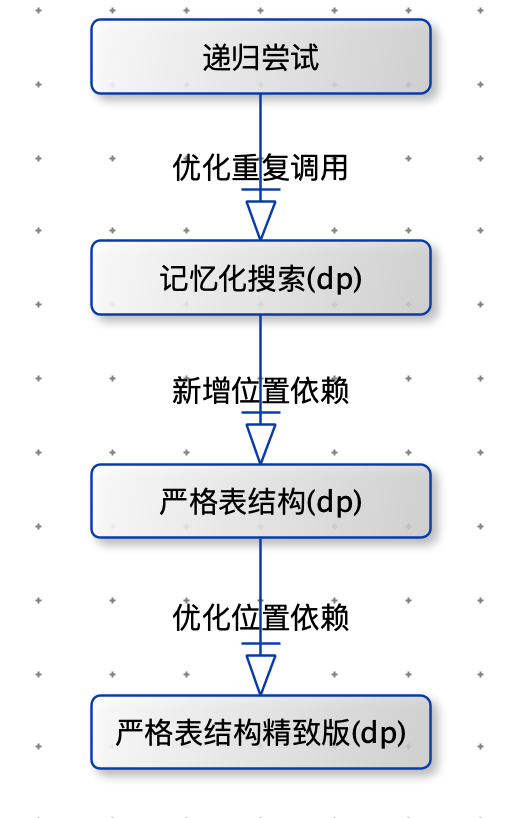 递归尝试
优化重复调用
记忆化搜索(dp)
新增位置依赖
严格表结构(dp)
优化位置依赖
严格表结构精致版(dp)